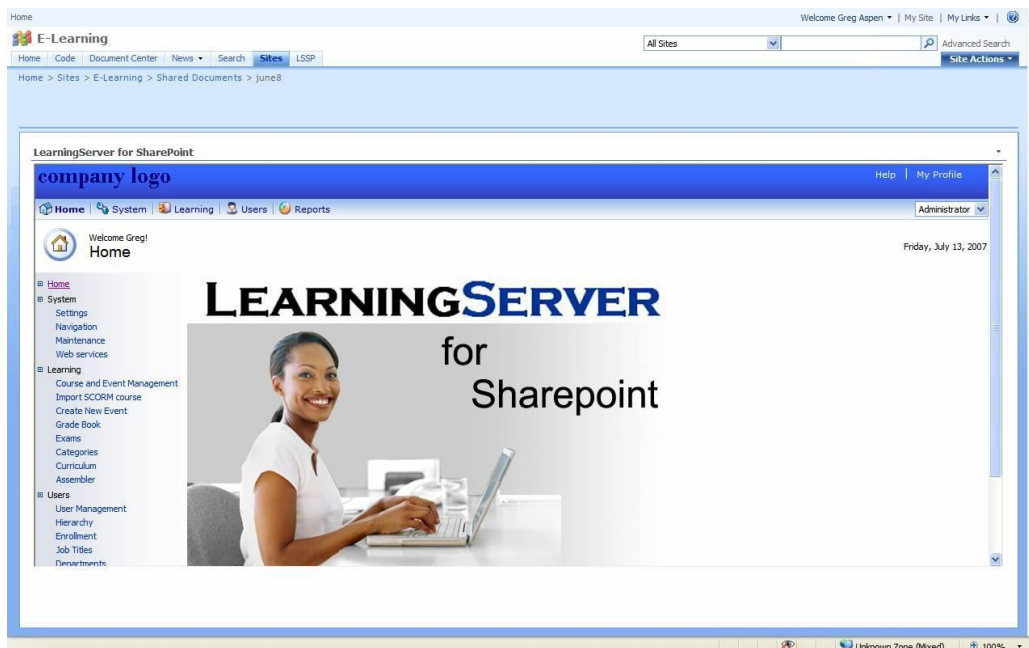 Home Welcome Greg Aspen | My Site | My Links |
E-Learning All Sites Advanced Search
Home Code Document Center News Search Sites LSSP Site Actions
Home > Sites > E-Learning > Shared Documents > june8
LearningServer for SharePoint
company logo Help | My Profile
Home | System | Learning | Users | Reports Administrator
Welcome Greg!
Home Friday, July 13, 2007
Home
System
Settings
Navigation
Maintenance
Web services
Learning
Course and Event Management
Import SCORM course
Create New Event
Grade Book
Exams
Categories
Curriculum
Assembler
Users
User Management
Hierarchy
Enrollment
Job Titles
Departments
LEARNINGSERVER
for
Sharepoint
Unknown Zone (Mixed) 100%